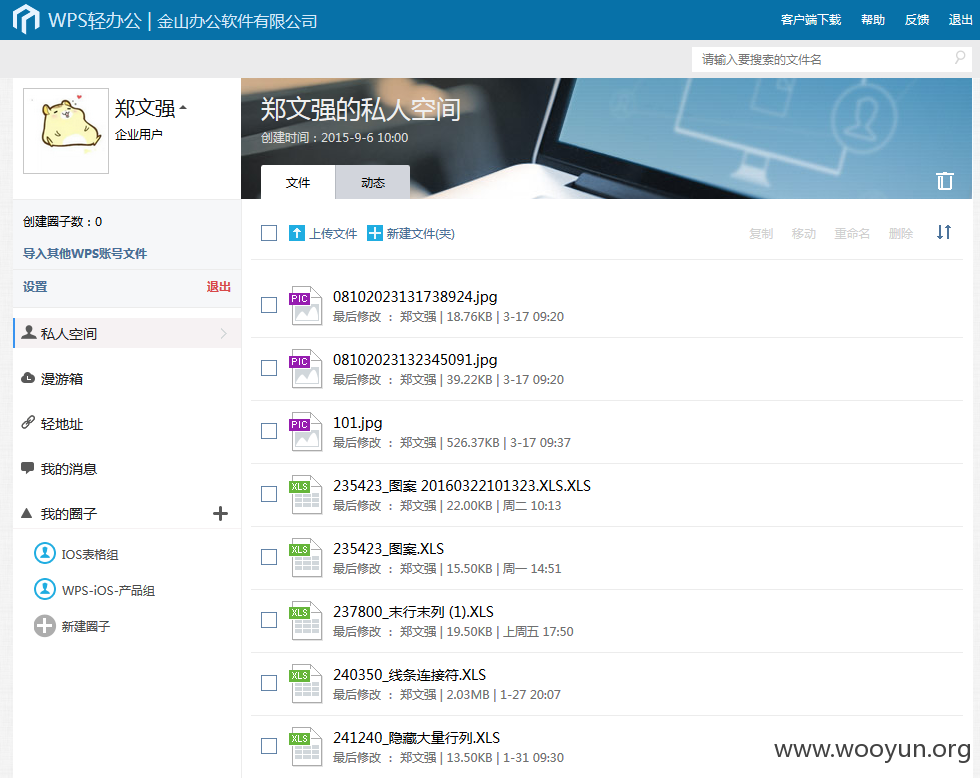 WPS轻办公 | 金山办公软件有限公司
客户端下载 帮助 反馈 退出
请输入要搜索的文件名
郑文强
企业用户
创建圈子数：0
导入其他WPS账号文件
设置 退出
私人空间
漫游箱
轻地址
我的消息
我的圈子
IOS表格组
WPS-iOS-产品组
新建圈子
郑文强的私人空间
创建时间：2015-9-6 10:00
文件 动态
上传文件 新建文件(夹) 复制 移动 重命名 删除
PIC 08102023131738924.jpg
最后修改 ： 郑文强 | 18.76KB | 3-17 09:20
PIC 08102023132345091.jpg
最后修改 ： 郑文强 | 39.22KB | 3-17 09:20
PIC 101.jpg
最后修改 ： 郑文强 | 526.37KB | 3-17 09:37
XLS 235423_图案 20160322101323.XLS.XLS
最后修改 ： 郑文强 | 22.00KB | 周二 10:13
XLS 235423_图案.XLS
最后修改 ： 郑文强 | 15.50KB | 周一 14:51
XLS 237800_末行末列 (1).XLS
最后修改 ： 郑文强 | 19.50KB | 上周五 17:50
XLS 240350_线条连接符.XLS
最后修改 ： 郑文强 | 2.03MB | 1-27 20:07
XLS 241240_隐藏大量行列.XLS
最后修改 ： 郑文强 | 13.50KB | 1-31 09:30
www.wooyun.org